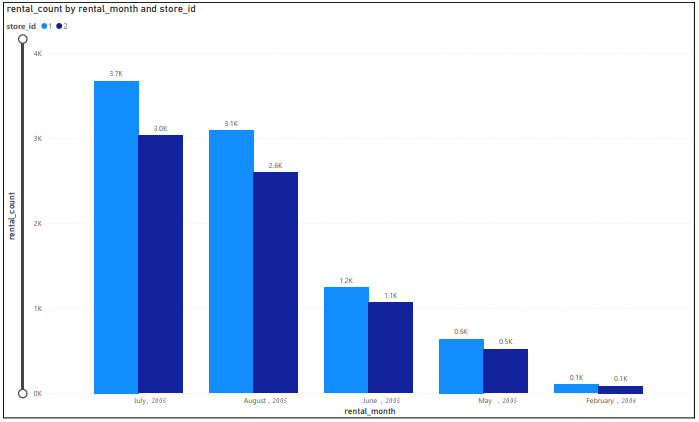 rental_count by rental_month and store_id
store_id 1 2
4K
3K
2K
1K
0K
rental_count
3.7K
3.0K
3.1K
2.6K
1.2K
1.1K
0.6K
0.5K
0.1K
0.1K
July , 2005
August , 2005
June , 2005
May , 2005
February , 2006
rental_month